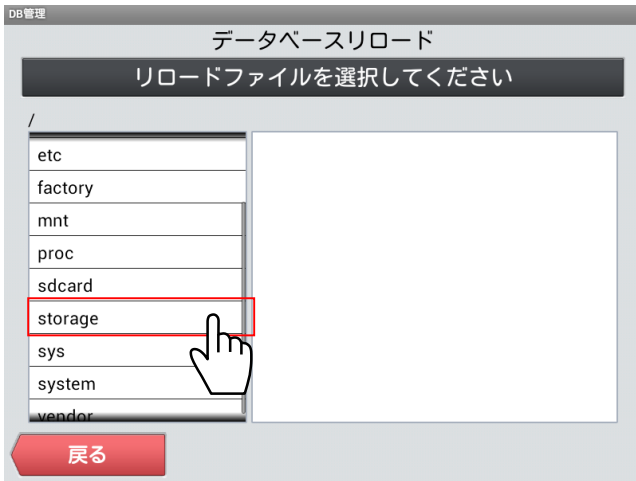 DB管理
データベースリロード
リロードファイルを選択してください
/
etc
factory
mnt
proc
sdcard
storage
sys
system
vendor
戻る